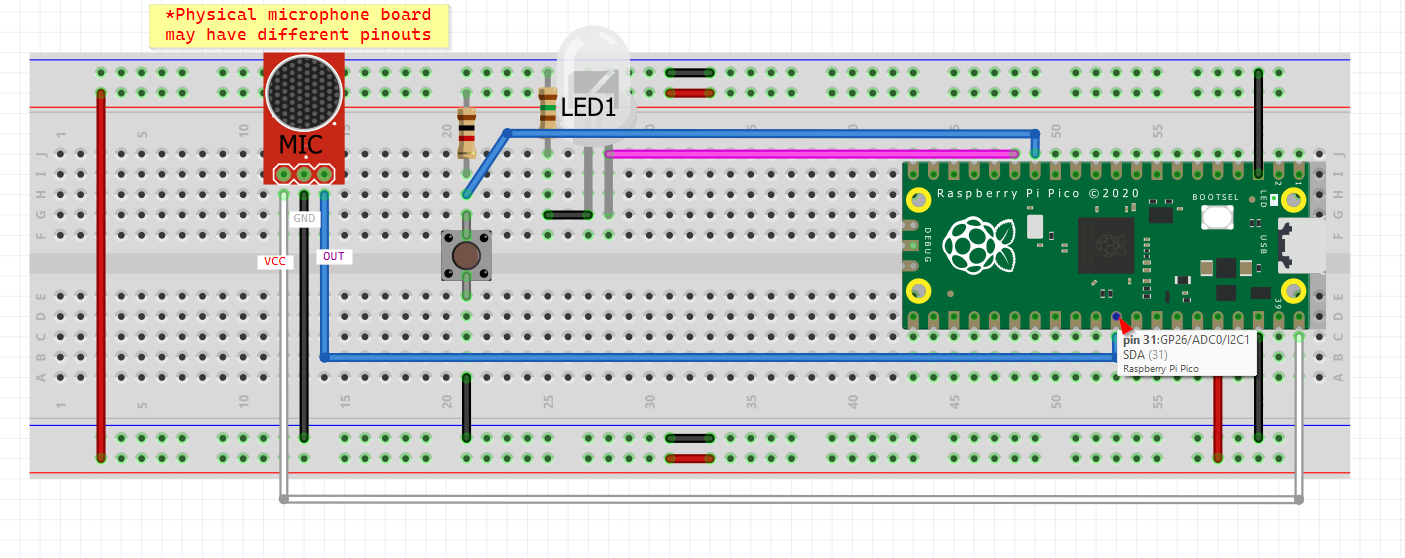 *Physical microphone board
may have different pinouts
LED1
MIC
1 5 10 15 20 25 30 35 40 45 50 55
J
I
H
G
F
E
D
C
B
A
GND
VCC
OUT
Raspberry Pi Pico ©2020
BOOTSEL
LED
2
1
DEBUG
USB
39
pin 31:GP26/ADC0/I2C1
SDA (31)
Raspberry Pi Pico
J
I
H
G
F
E
D
C
B
A
1 5 10 15 20 25 30 35 40 45 50 55